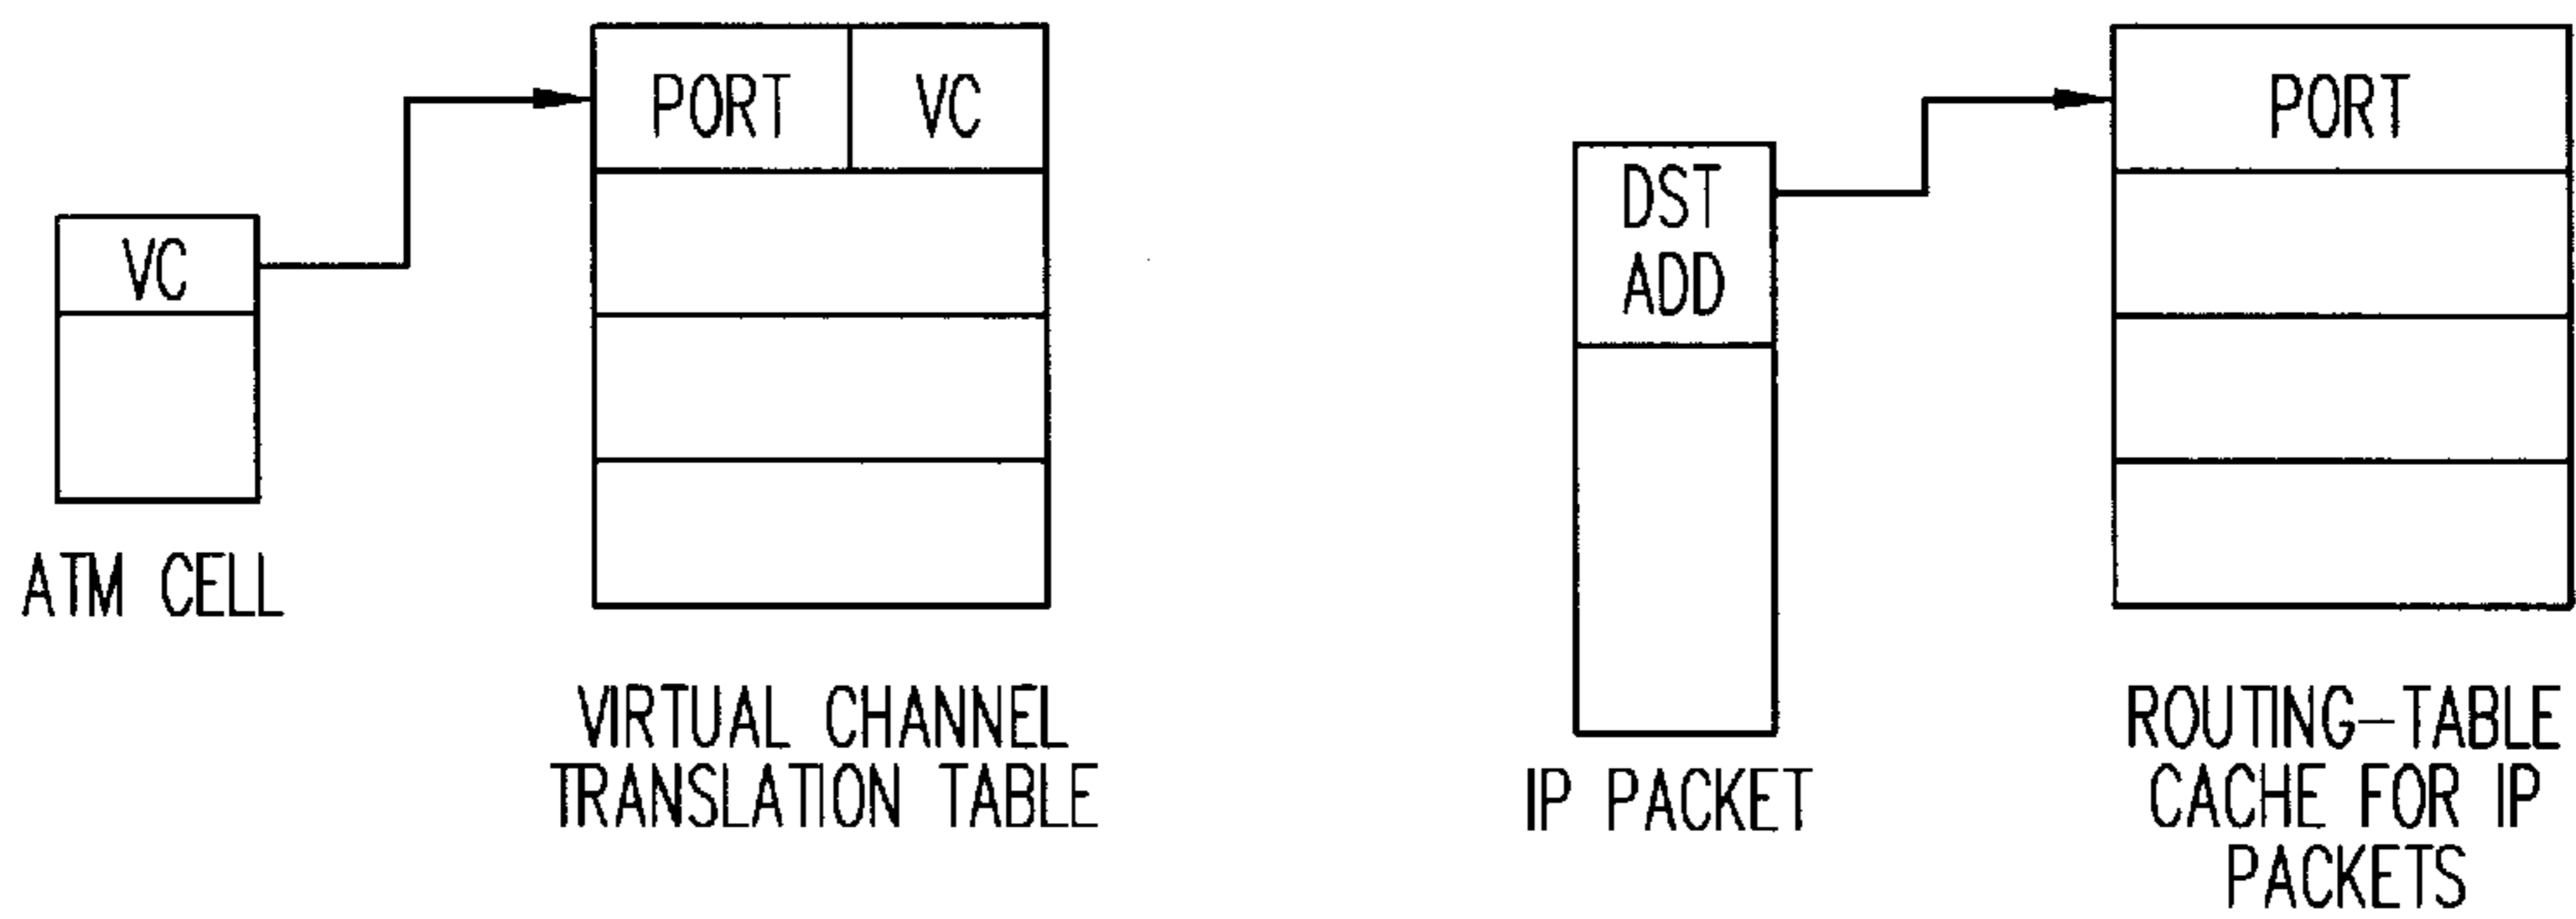 PORT
VC
VC
ATM CELL
VIRTUAL CHANNEL
TRANSLATION TABLE
DST
ADD
IP PACKET
PORT
ROUTING-TABLE
CACHE FOR IP
PACKETS